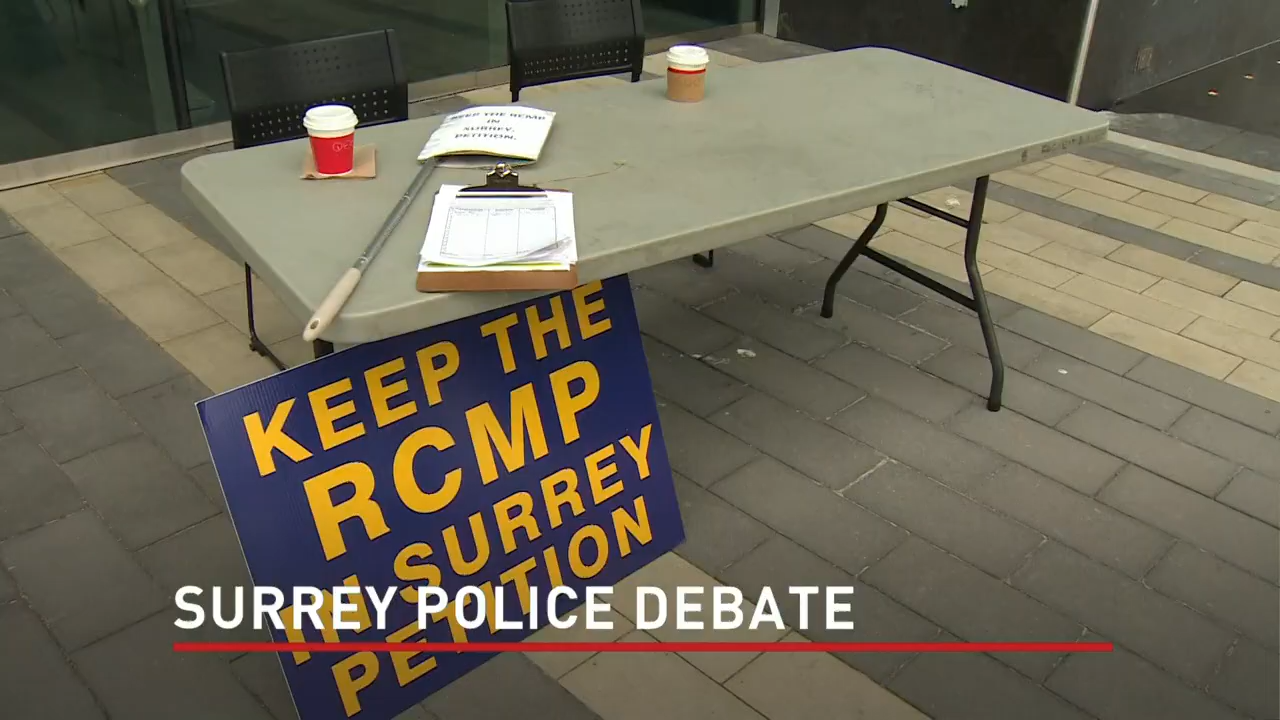 KEEP THE RCMP
IN
SURREY.
PETITION.
KEEP THE
RCMP
IN SURREY
PETITION
SURREY POLICE DEBATE